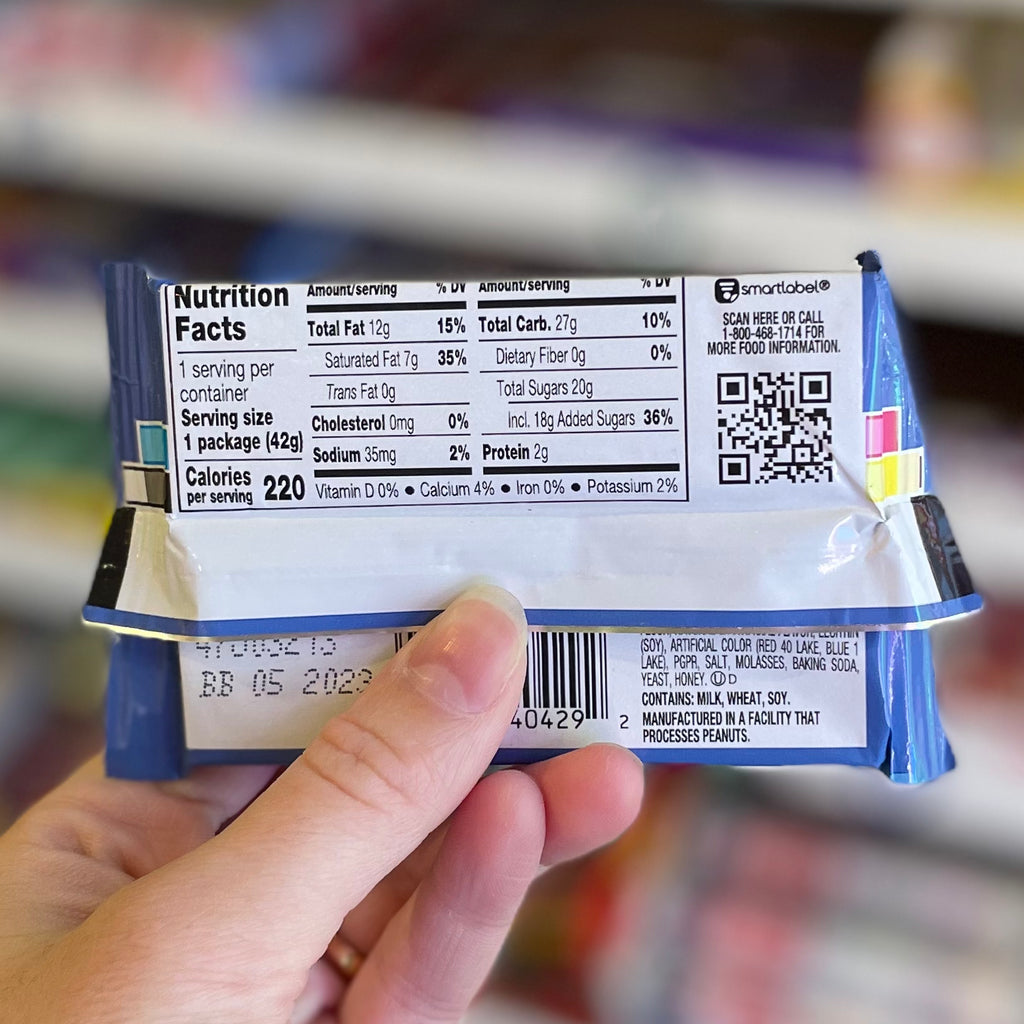 Nutrition
Facts
1 serving per
container
Serving size
1 package (42g)
Calories
per serving 220
Amount/serving % DV
Total Fat 12g 15%
Saturated Fat 7g 35%
Trans Fat 0g
Cholesterol 0mg 0%
Sodium 35mg 2%
Amount/serving % DV
Total Carb. 27g 10%
Dietary Fiber 0g 0%
Total Sugars 20g
Incl. 18g Added Sugars 36%
Protein 2g
Vitamin D 0% • Calcium 4% • Iron 0% • Potassium 2%
smartlabel®
SCAN HERE OR CALL
1-800-468-1714 FOR
MORE FOOD INFORMATION.
BB 05 2023
40429 2
(SOY), ARTIFICIAL COLOR (RED 40 LAKE, BLUE 1
LAKE), PGPR, SALT, MOLASSES, BAKING SODA,
YEAST, HONEY. Ⓤ D
CONTAINS: MILK, WHEAT, SOY.
MANUFACTURED IN A FACILITY THAT
PROCESSES PEANUTS.